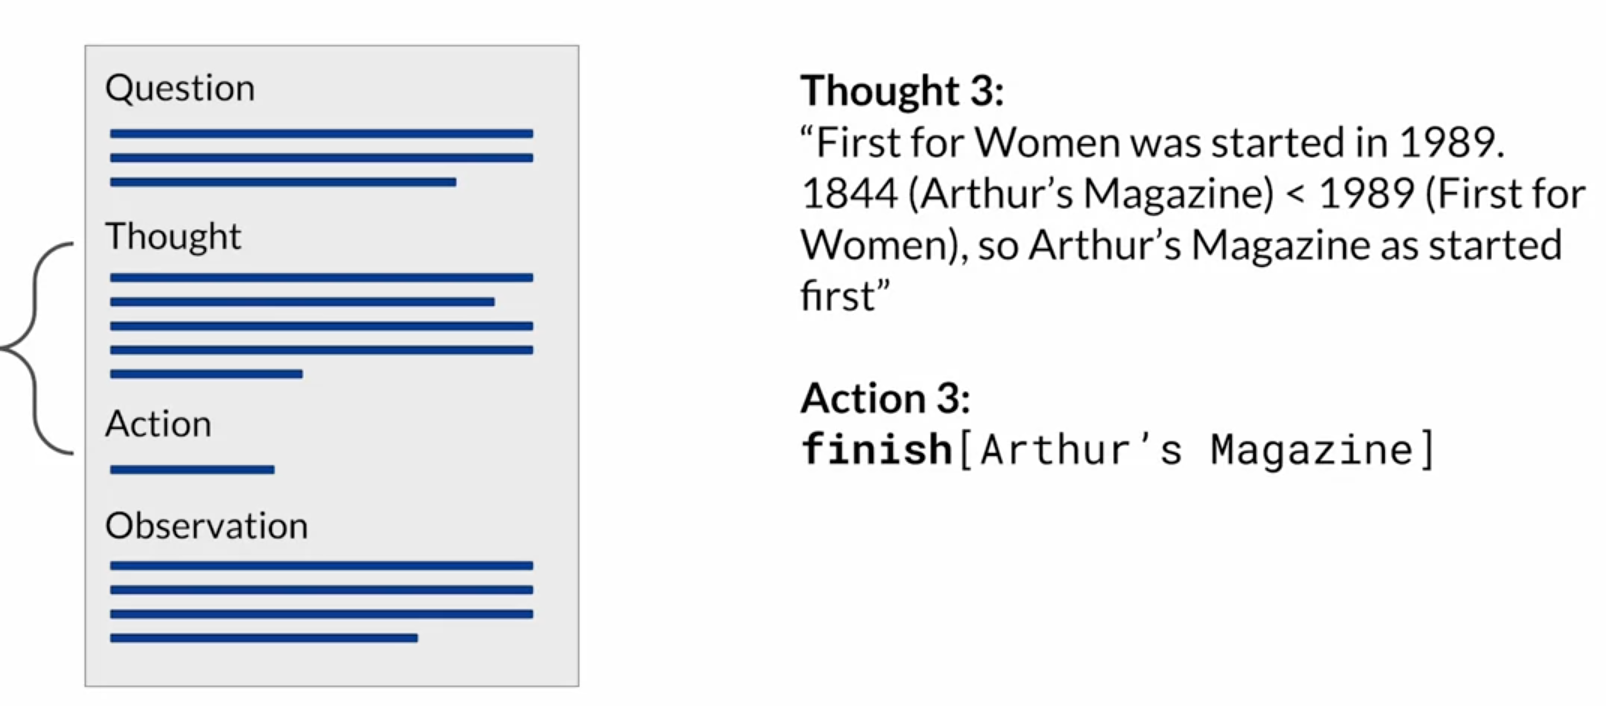 Question
Thought
Action
Observation
Thought 3:
“First for Women was started in 1989.
1844 (Arthur’s Magazine) < 1989 (First for
Women), so Arthur’s Magazine as started
first”
Action 3:
finish[Arthur’s Magazine]